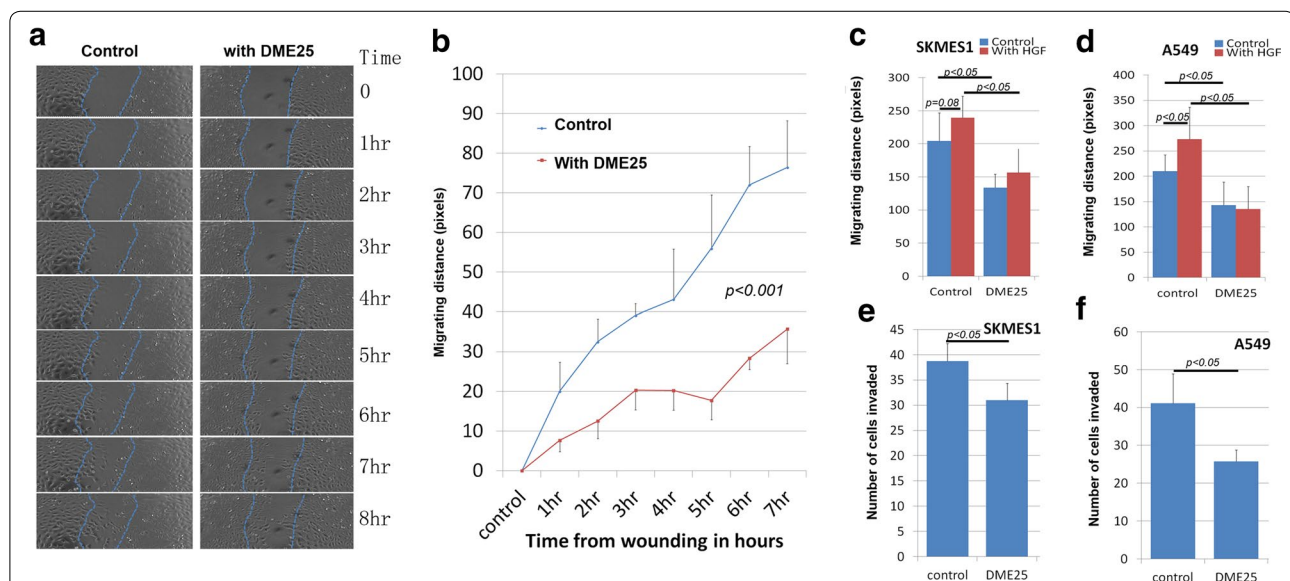 a
Control
with DME25
Time
0
1hr
2hr
3hr
4hr
5hr
6hr
7hr
8hr
b
100
90
80
70
60
50
40
30
20
10
0
Migrating distance (pixels)
Control
With DME25
p<0.001
control
1hr
2hr
3hr
4hr
5hr
6hr
7hr
Time from wounding in hours
c
SKMES1
Control
With HGF
300
250
200
150
100
50
0
Migrating distance (pixels)
p<0.05
p<0.05
p=0.08
Control
DME25
d
A549
Control
With HGF
400
350
300
250
200
150
100
50
0
Migrating distance (pixels)
p<0.05
p<0.05
p<0.05
control
DME25
e
SKMES1
45
40
35
30
25
20
15
10
5
0
Number of cells invaded
p<0.05
control
DME25
f
A549
60
50
40
30
20
10
0
Number of cells invaded
p<0.05
control
DME25